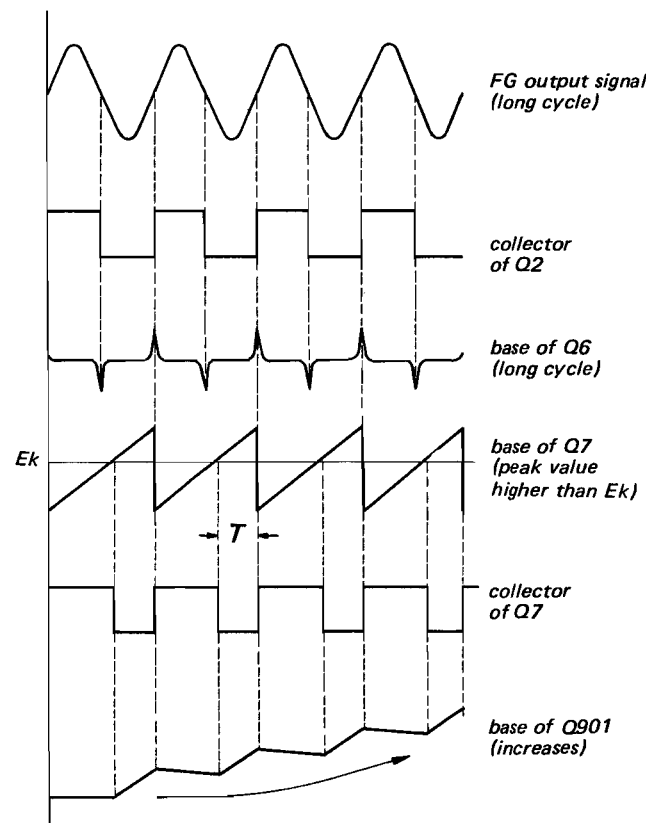 FG output signal
(long cycle)
collector
of Q2
base of Q6
(long cycle)
Ek
base of Q7
(peak value
higher than Ek)
T
collector
of Q7
base of Q901
(increases)